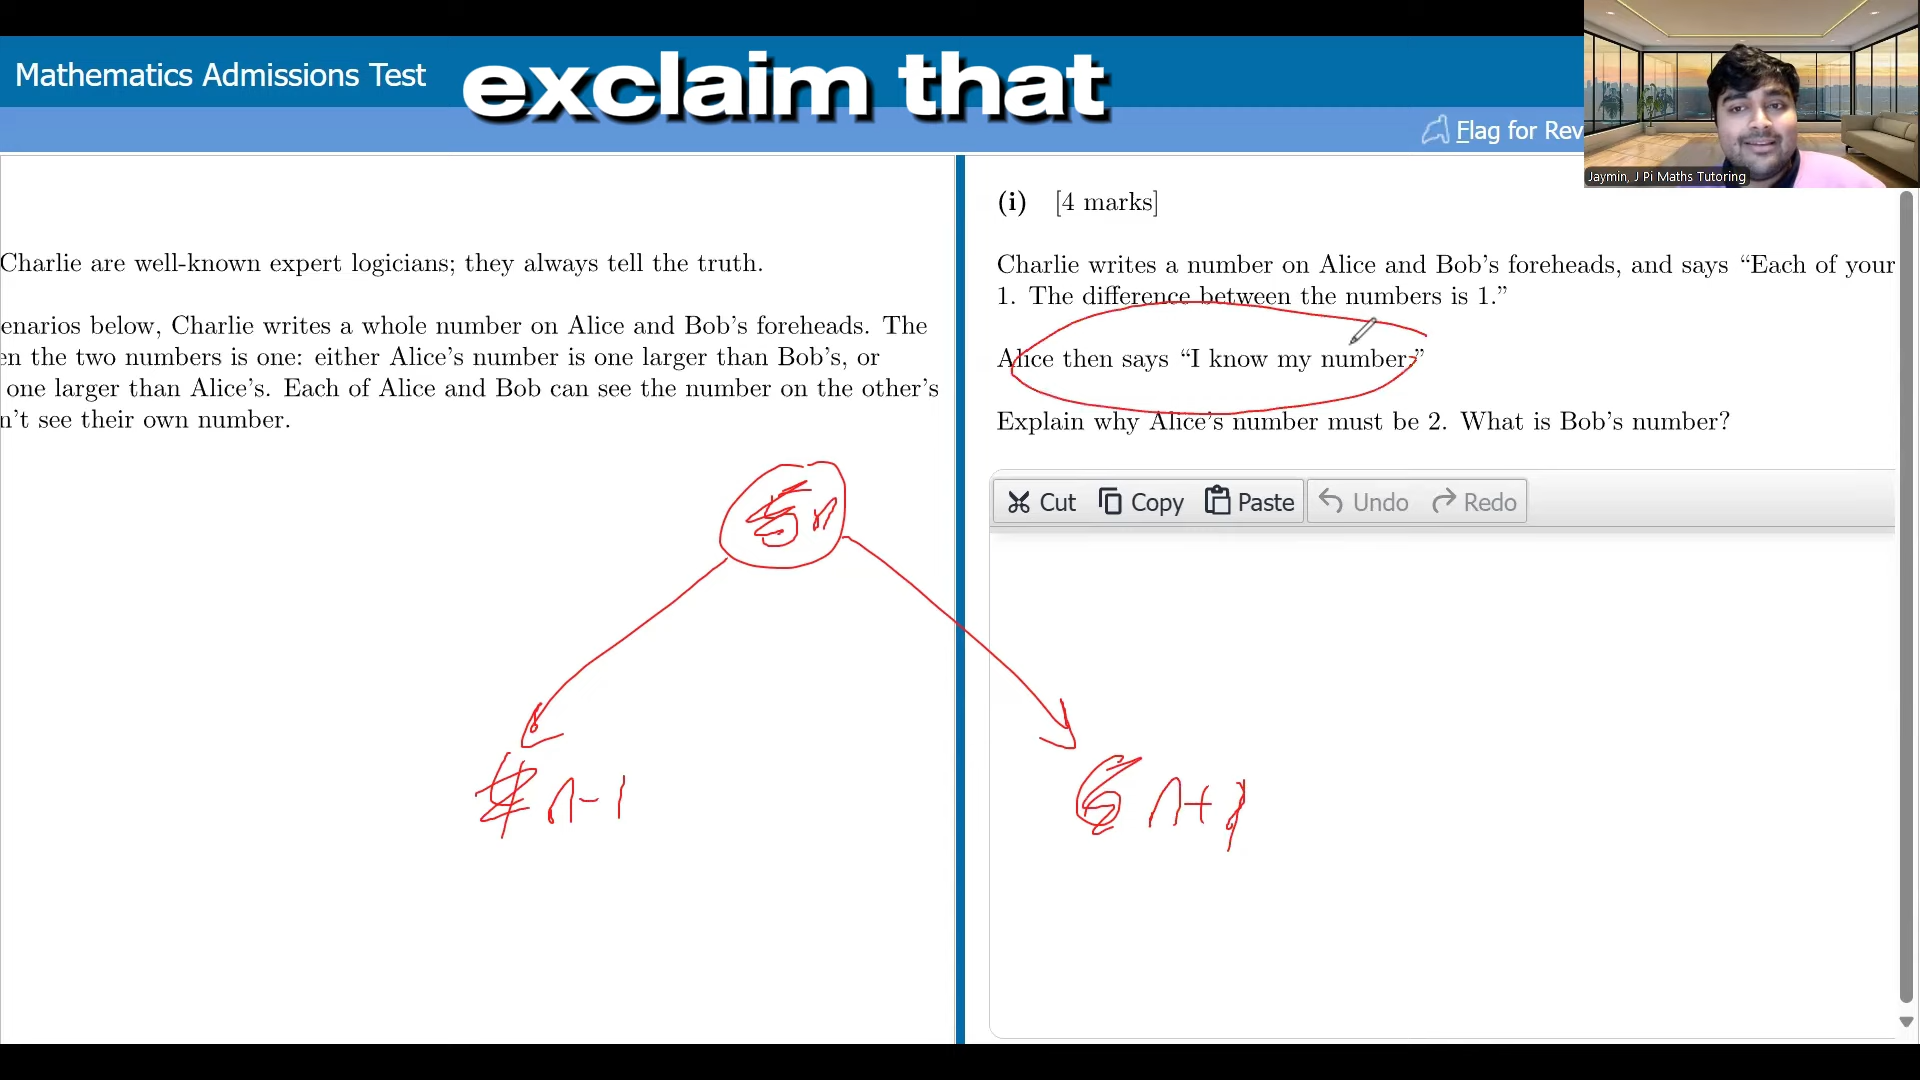 Mathematics Admissions Test
exclaim that
Flag for Rev
Jaymin, J Pi Maths Tutoring
Charlie are well-known expert logicians; they always tell the truth.
enarios below, Charlie writes a whole number on Alice and Bob's foreheads. The
en the two numbers is one: either Alice's number is one larger than Bob's, or
one larger than Alice's. Each of Alice and Bob can see the number on the other's
n't see their own number.
n
n-1
n+1
(i) [4 marks]
Charlie writes a number on Alice and Bob's foreheads, and says “Each of your
1. The difference between the numbers is 1.”
Alice then says “I know my number.”
Explain why Alice's number must be 2. What is Bob's number?
Cut Copy Paste Undo Redo